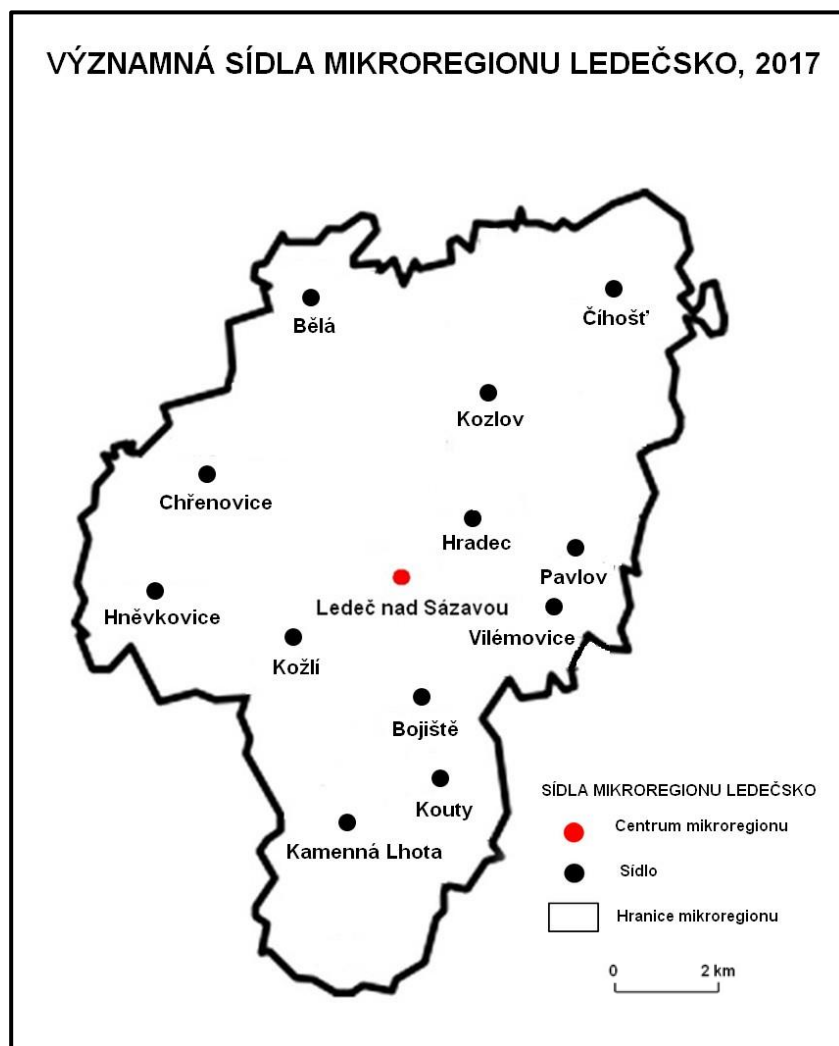 VÝZNAMNÁ SÍDLA MIKROREGIONU LEDEČSKO, 2017
Bělá
Číhošť
Kozlov
Chřenovice
Hradec
Pavlov
Hněvkovice
Ledeč nad Sázavou
Vilémovice
Kožlí
Bojiště
Kouty
Kamenná Lhota
SÍDLA MIKROREGIONU LEDEČSKO
Centrum mikroregionu
Sídlo
Hranice mikroregionu
0 2 km